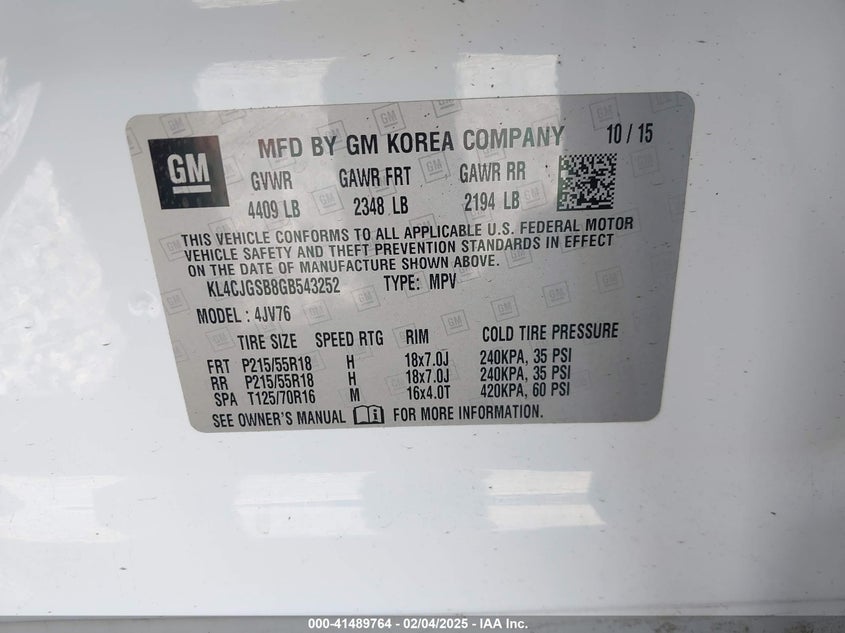 GM
MFD BY GM KOREA COMPANY 10 / 15
GVWR GAWR FRT GAWR RR
4409 LB 2348 LB 2194 LB
THIS VEHICLE CONFORMS TO ALL APPLICABLE U.S. FEDERAL MOTOR
VEHICLE SAFETY AND THEFT PREVENTION STANDARDS IN EFFECT
ON THE DATE OF MANUFACTURE SHOWN ABOVE.
KL4CJGSB8GB543252 TYPE: MPV
MODEL: 4JV76
TIRE SIZE SPEED RTG RIM COLD TIRE PRESSURE
FRT P215/55R18 H 18x7.0J 240KPA, 35 PSI
RR P215/55R18 H 18x7.0J 240KPA, 35 PSI
SPA T125/70R16 M 16x4.0T 420KPA, 60 PSI
SEE OWNER'S MANUAL FOR MORE INFORMATION.
000-41489764 - 02/04/2025 - IAA Inc.